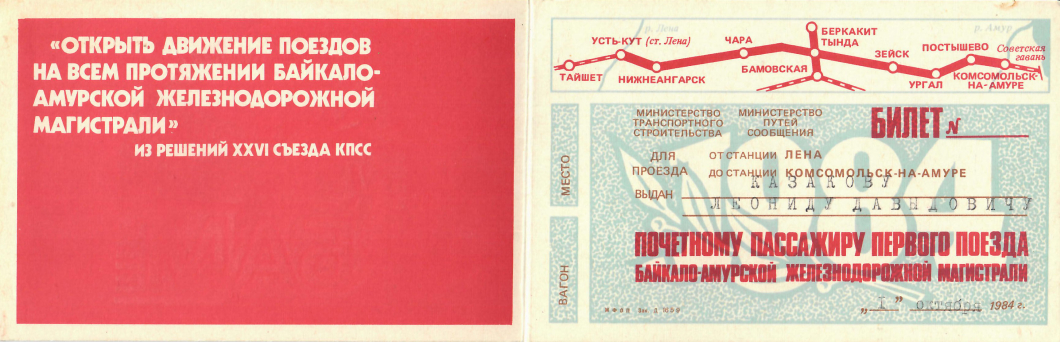 «ОТКРЫТЬ ДВИЖЕНИЕ ПОЕЗДОВ
НА ВСЕМ ПРОТЯЖЕНИИ БАЙКАЛО-
АМУРСКОЙ ЖЕЛЕЗНОДОРОЖНОЙ
МАГИСТРАЛИ»
ИЗ РЕШЕНИЙ XXVI СЪЕЗДА КПСС
р. Лена
р. Амур
БЕРКАКИТ
ТЫНДА
УСТЬ-КУТ (ст. Лена)
ЧАРА
ЗЕЙСК
ПОСТЫШЕВО
Советская
гавань
ТАЙШЕТ
НИЖНЕАНГАРСК
БАМОВСКАЯ
УРГАЛ
КОМСОМОЛЬСК-
НА-АМУРЕ
МИНИСТЕРСТВО
ТРАНСПОРТНОГО
СТРОИТЕЛЬСТВА
МИНИСТЕРСТВО
ПУТЕЙ
СООБЩЕНИЯ
БИЛЕТ N
МЕСТО
ВАГОН
1984
ДЛЯ
ПРОЕЗДА
ОТ СТАНЦИИ ЛЕНА
ДО СТАНЦИИ КОМСОМОЛЬСК-НА-АМУРЕ
КАЗАКОВУ
ВЫДАН ЛЕОНИДУ ДАВЫДОВИЧУ
ПОЧЕТНОМУ ПАССАЖИРУ ПЕРВОГО ПОЕЗДА
БАЙКАЛО-АМУРСКОЙ ЖЕЛЕЗНОДОРОЖНОЙ МАГИСТРАЛИ
„I” октября 1984 г.